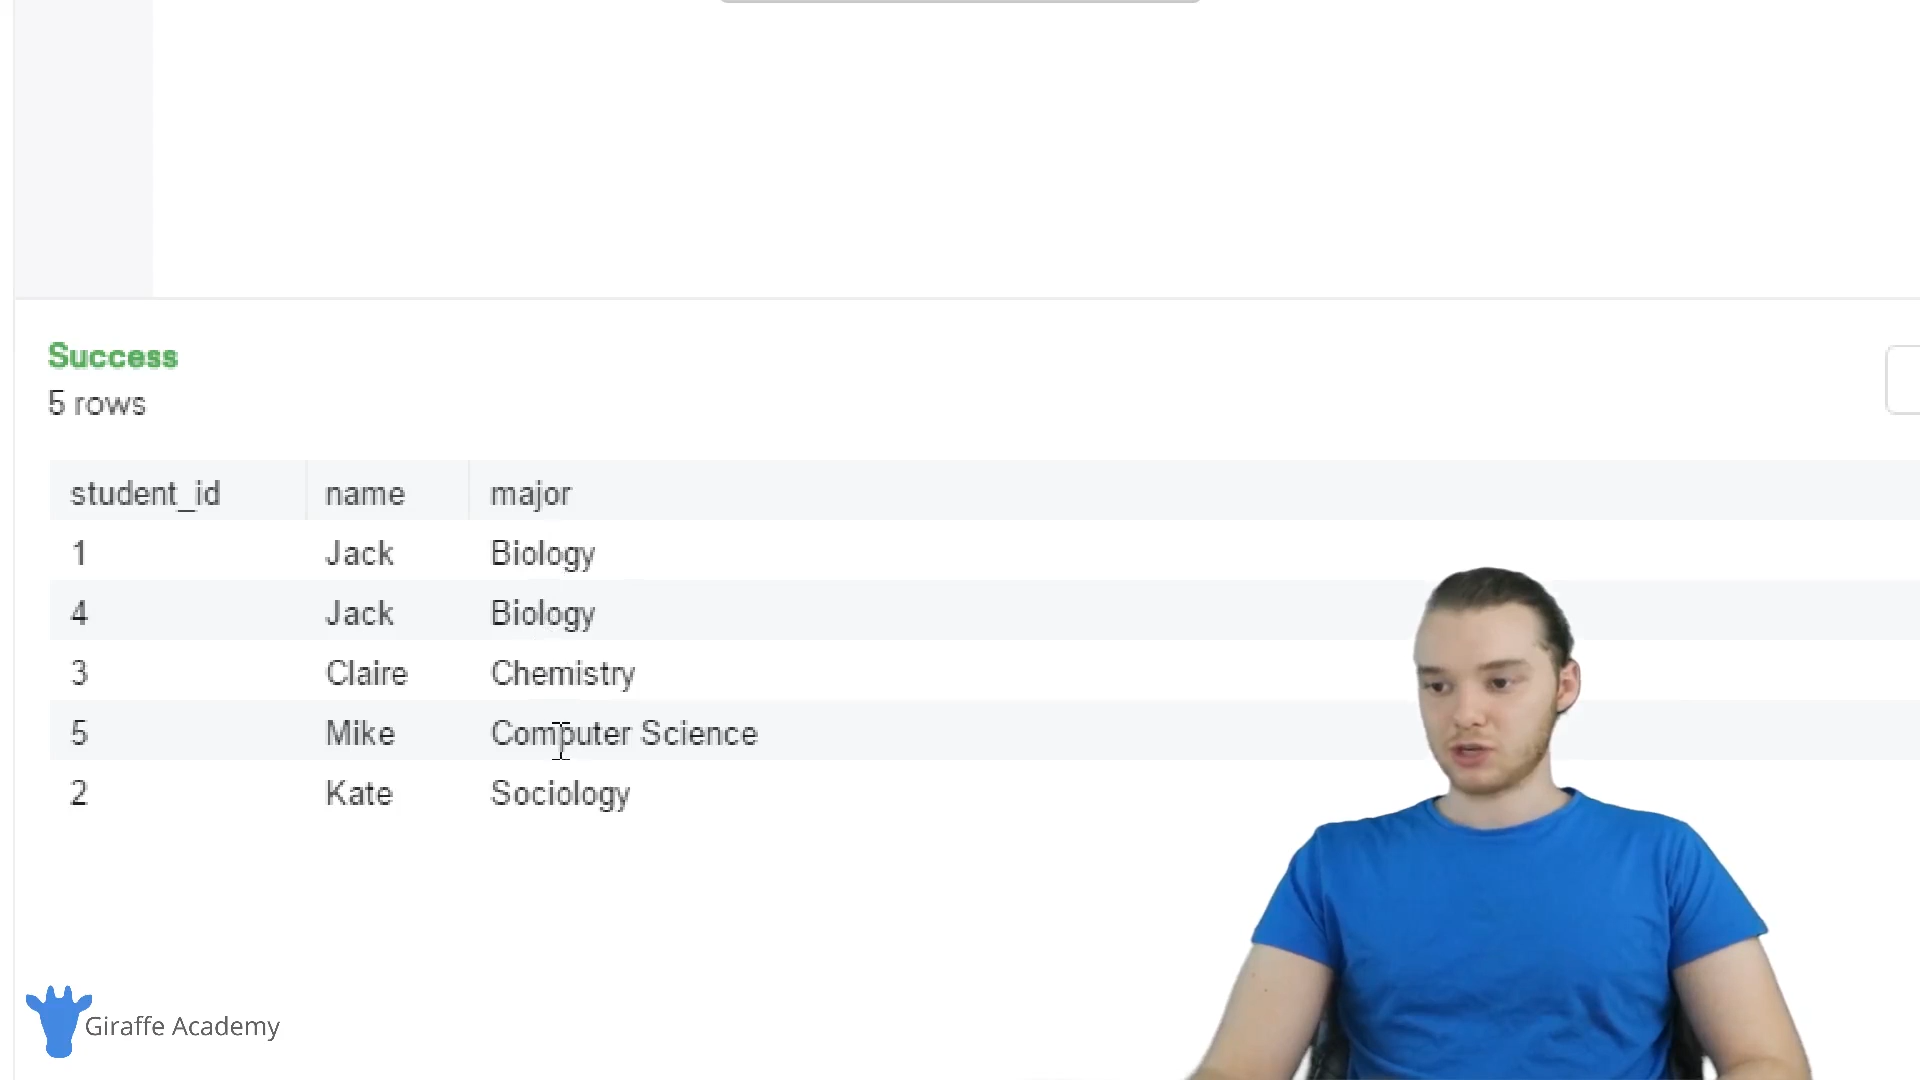 Success
5 rows
student_id name major
1 Jack Biology
4 Jack Biology
3 Claire Chemistry
5 Mike Computer Science
2 Kate Sociology
Giraffe Academy